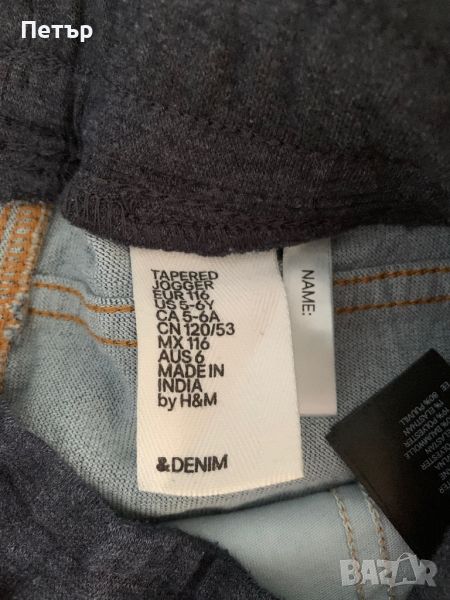 Петър
TAPERED
JOGGER
EUR 116
US 5-6Y
CA 5-6A
CN 120/53
MX 116
AUS 6
MADE IN
INDIA
by H&M
&DENIM
NAME:
BAZAR